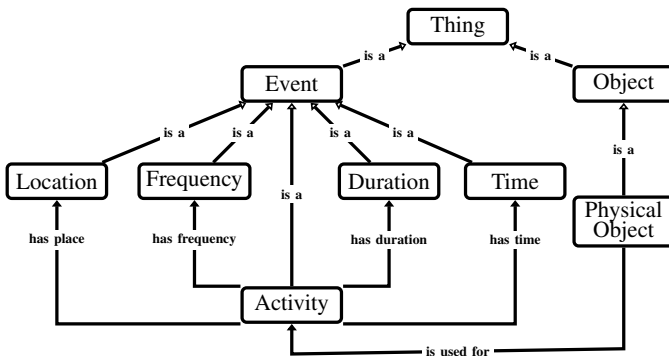 Thing
is a
is a
Event
Object
is a
is a
is a
is a
is a
Location
Frequency
Duration
Time
is a
Physical
Object
has place
has frequency
has duration
has time
Activity
is used for